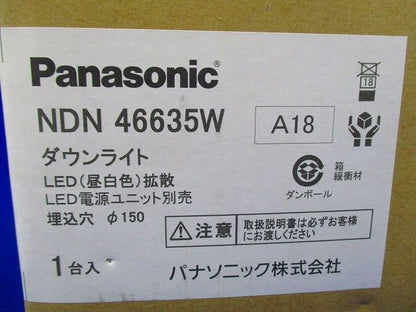 Panasonic®
NDN 46635W
A18
10
ダウンライト
LED(昼白色)拡散
LED電源ユニット別売
埋込穴 φ150
箱
緩衝材
ダンボール
注意
取扱説明書は必ずお客様
にお渡しください
1台入
パナソニック株式会社